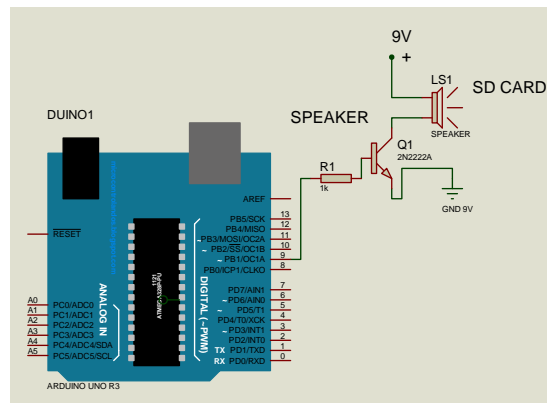 9V
+
LS1
SD CARD
SPEAKER
SPEAKER
Q1
2N2222A
R1
1k
GND 9V
DUINO1
AREF
RESET
PB5/SCK 13
PB4/MISO 12
~PB3/MOSI/OC2A 11
~PB2/SS/OC1B 10
~PB1/OC1A 9
PB0/ICP1/CLKO 8
PD7/AIN1 7
~PD6/AIN0 6
~PD5/T1 5
PD4/T0/XCK 4
~PD3/INT1 3
PD2/INT0 2
TX PD1/TXD 1
RX PD0/RXD 0
DIGITAL (~PWM)
1121
ATMEGA328P-PU
ANALOG IN
A0 PC0/ADC0
A1 PC1/ADC1
A2 PC2/ADC2
A3 PC3/ADC3
A4 PC4/ADC4/SDA
A5 PC5/ADC5/SCL
ARDUINO UNO R3